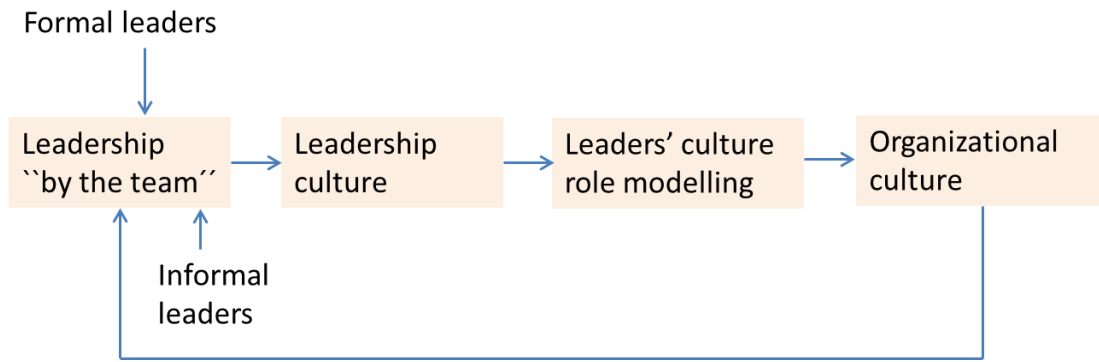 Formal leaders
Leadership
``by the team´´
Leadership
culture
Leaders’ culture
role modelling
Organizational
culture
Informal
leaders